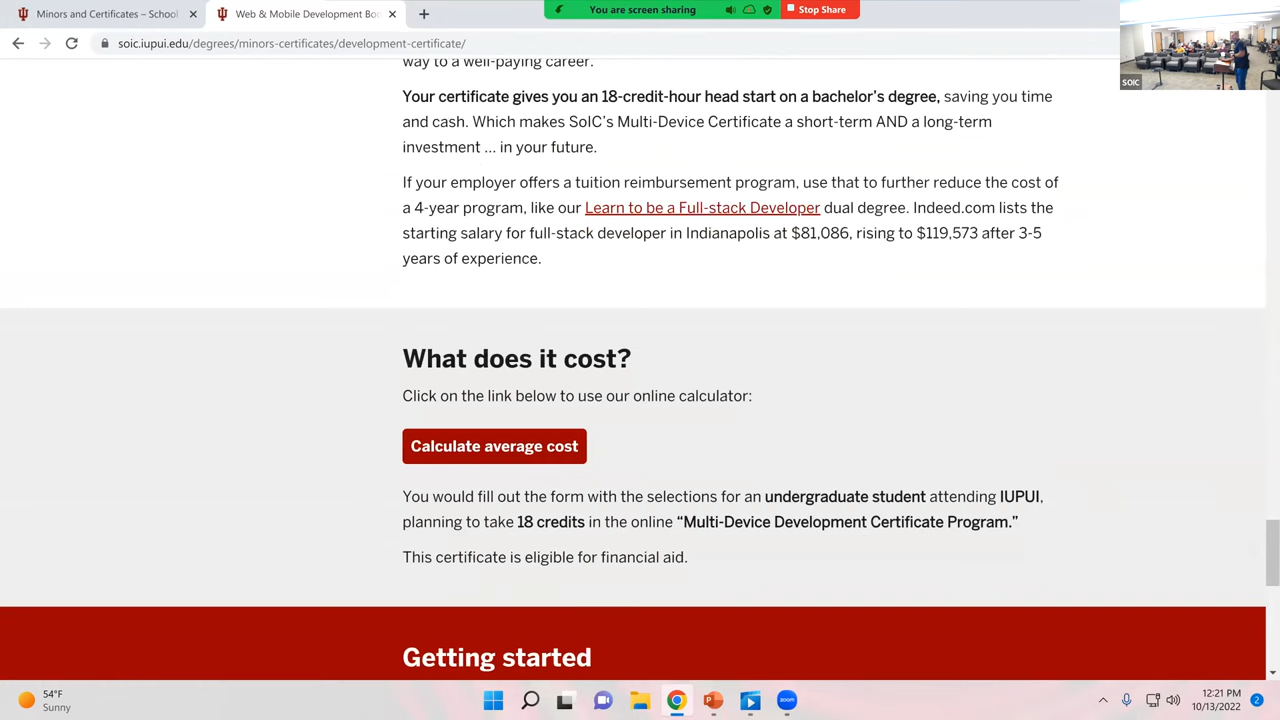 Minors and Certificates – School
Web & Mobile Development Boo
You are screen sharing
Stop Share
soic.iupui.edu/degrees/minors-certificates/development-certificate/
SOIC
way to a well-paying career.
Your certificate gives you an 18-credit-hour head start on a bachelor's degree, saving you time
and cash. Which makes SoIC's Multi-Device Certificate a short-term AND a long-term
investment ... in your future.
If your employer offers a tuition reimbursement program, use that to further reduce the cost of
a 4-year program, like our Learn to be a Full-stack Developer dual degree. Indeed.com lists the
starting salary for full-stack developer in Indianapolis at $81,086, rising to $119,573 after 3-5
years of experience.
What does it cost?
Click on the link below to use our online calculator:
Calculate average cost
You would fill out the form with the selections for an undergraduate student attending IUPUI,
planning to take 18 credits in the online “Multi-Device Development Certificate Program.”
This certificate is eligible for financial aid.
Getting started
54°F
Sunny
zoom
12:21 PM
10/13/2022
2